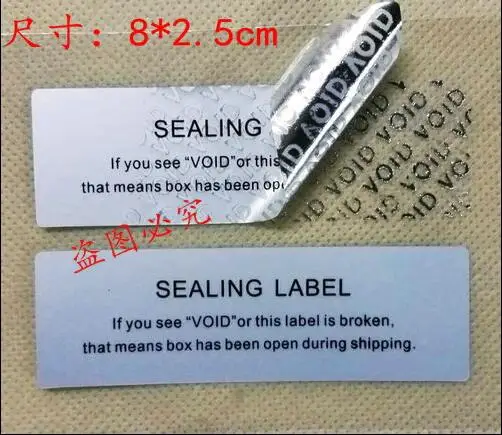 尺寸：8*2.5cm
VOID VOID
VOID VOID VOID
SEALING
If you see "VOID"or this
that means box has been ope
盗图必究
SEALING LABEL
If you see "VOID"or this label is broken,
that means box has been open during shipping.